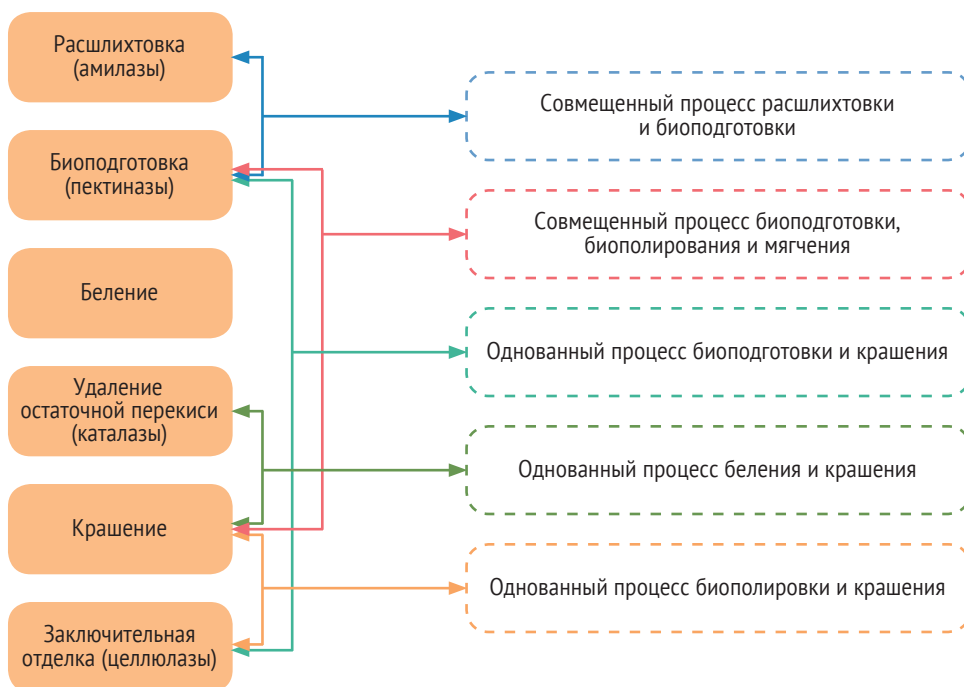 Расшлихтовка
(амилазы)
Биоподготовка
(пектиназы)
Беление
Удаление
остаточной перекиси
(каталазы)
Крашение
Заключительная
отделка (целлюлазы)
Совмещенный процесс расшлихтовки
и биоподготовки
Совмещенный процесс биоподготовки,
биополирования и мягчения
Однованный процесс биоподготовки и крашения
Однованный процесс беления и крашения
Однованный процесс биополировки и крашения